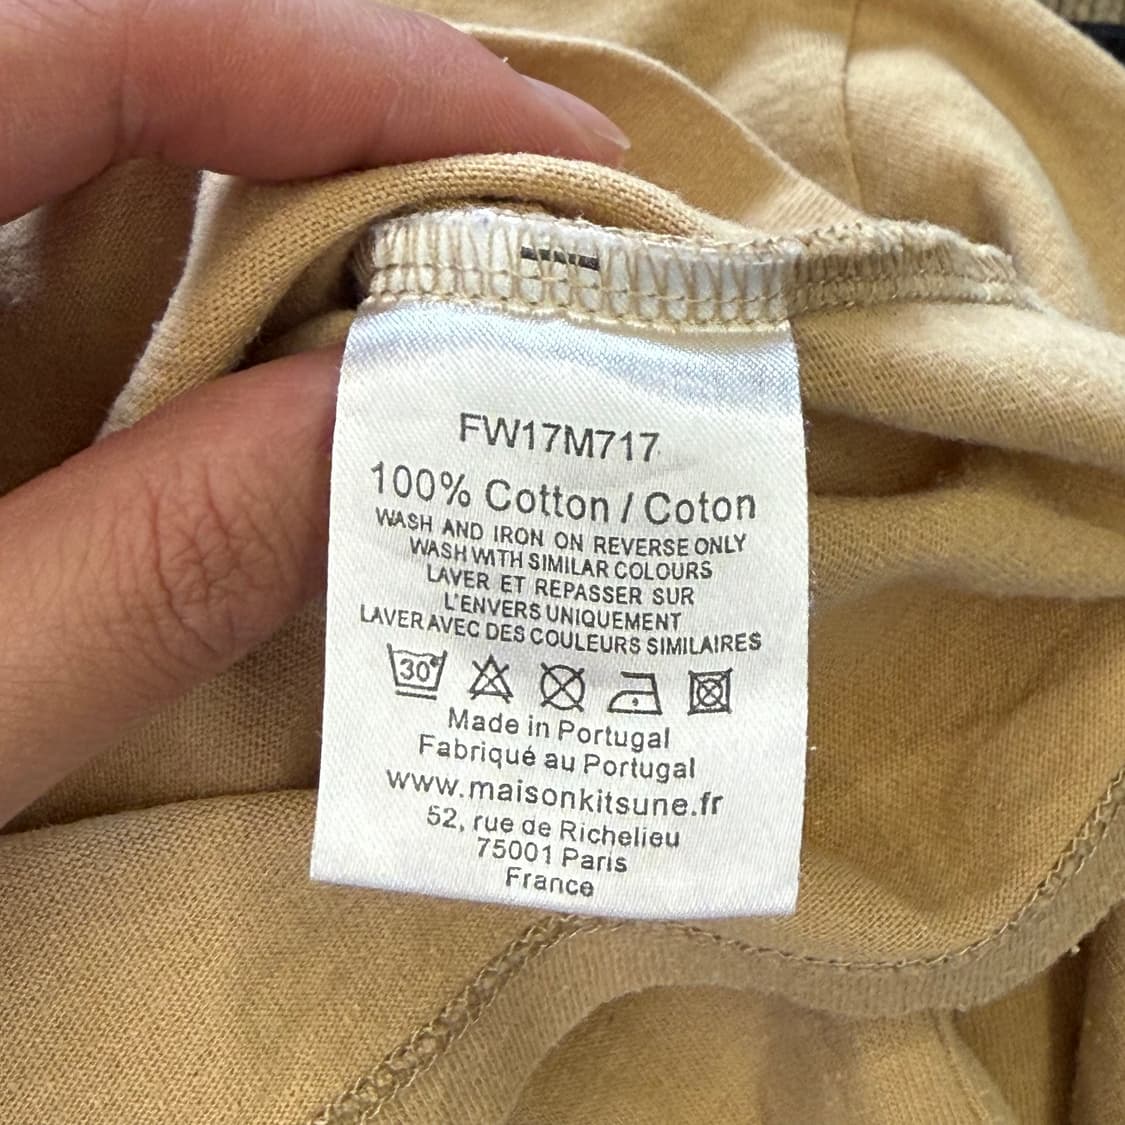 FW17M717
100% Cotton / Coton
WASH AND IRON ON REVERSE ONLY
WASH WITH SIMILAR COLOURS
LAVER ET REPASSER SUR
L'ENVERS UNIQUEMENT
LAVER AVEC DES COULEURS SIMILAIRES
30°
Made in Portugal
Fabriqué au Portugal
www.maisonkitsune.fr
52, rue de Richelieu
75001 Paris
France